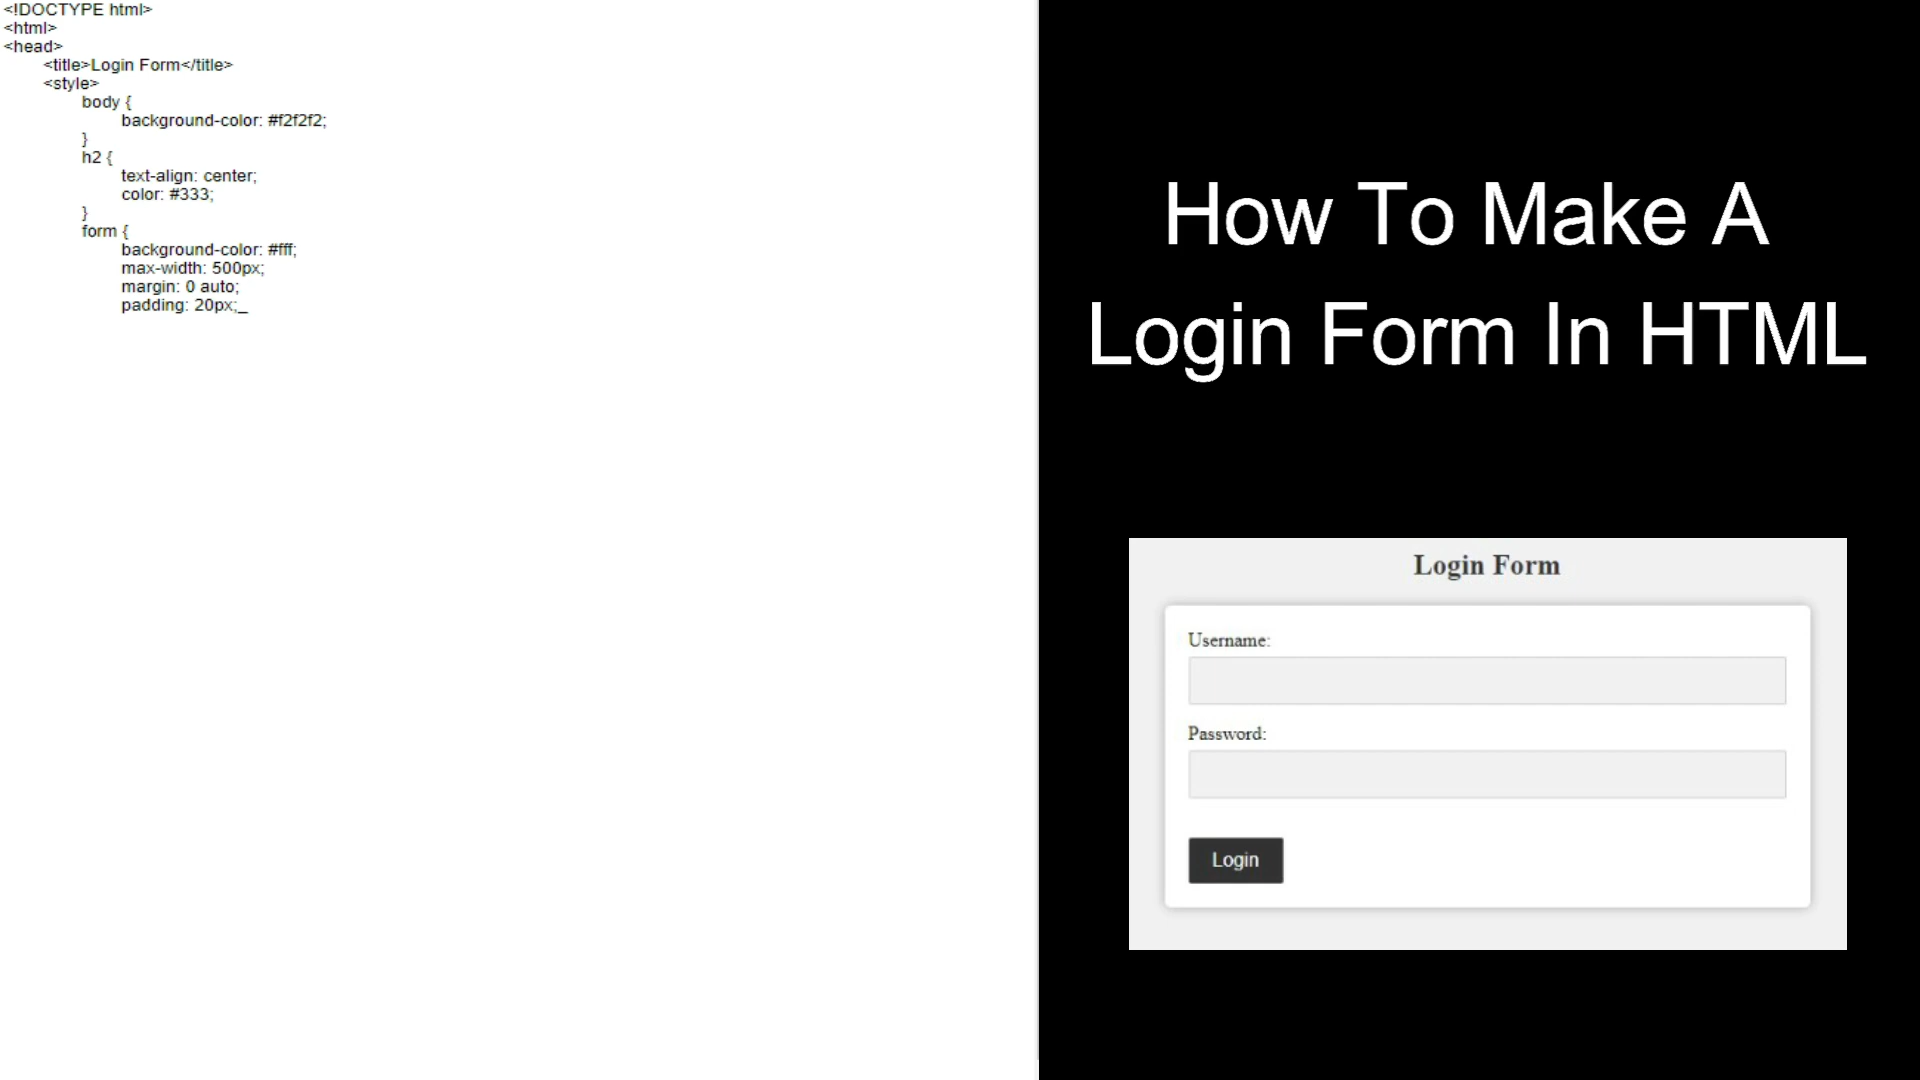 <!DOCTYPE html>
<html>
<head>
<title>Login Form</title>
<style>
body {
background-color: #f2f2f2;
}
h2 {
text-align: center;
color: #333;
}
form {
background-color: #fff;
max-width: 500px;
margin: 0 auto;
padding: 20px;_
How To Make A
Login Form In HTML
Login Form
Username:
Password:
Login